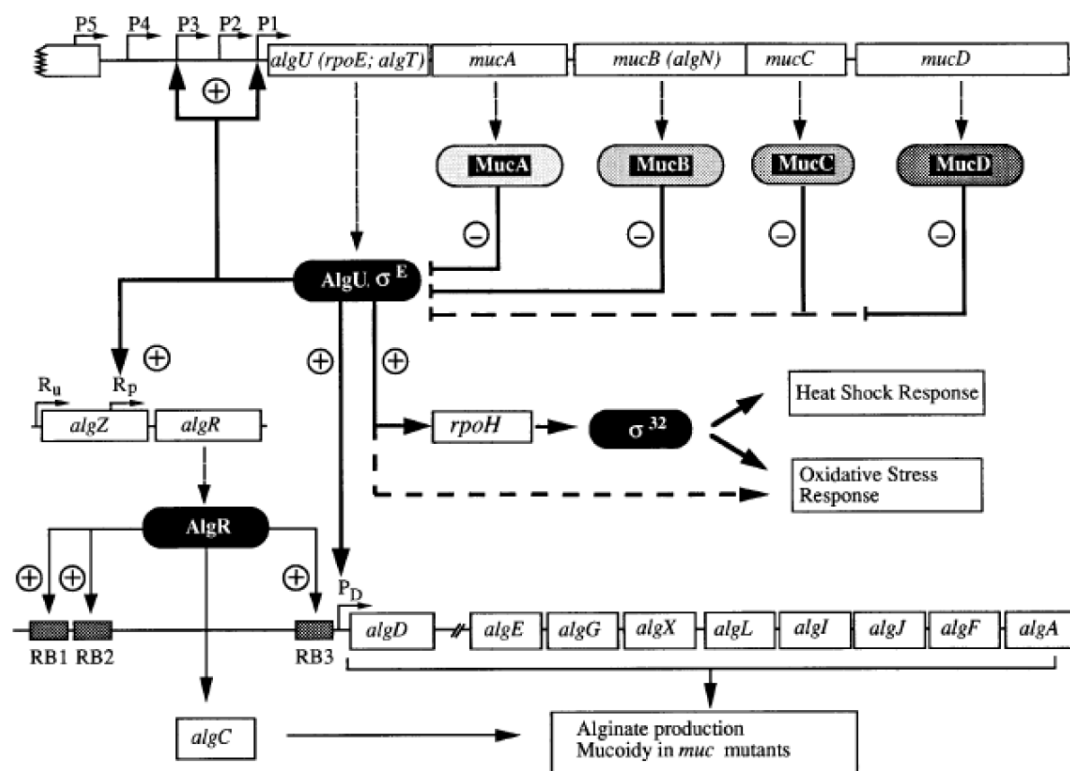 P5 P4 P3 P2 P1
algU (rpoE; algT) mucA mucB (algN) mucC mucD
+
MucA MucB MucC MucD
− − − −
AlgU, σ E
+ + +
Ru Rp
algZ algR
rpoH σ 32
Heat Shock Response
Oxidative Stress
Response
AlgR
+ + +
PD
algD algE algG algX algL algI algJ algF algA
RB1 RB2 RB3
algC
Alginate production
Mucoidy in muc mutants